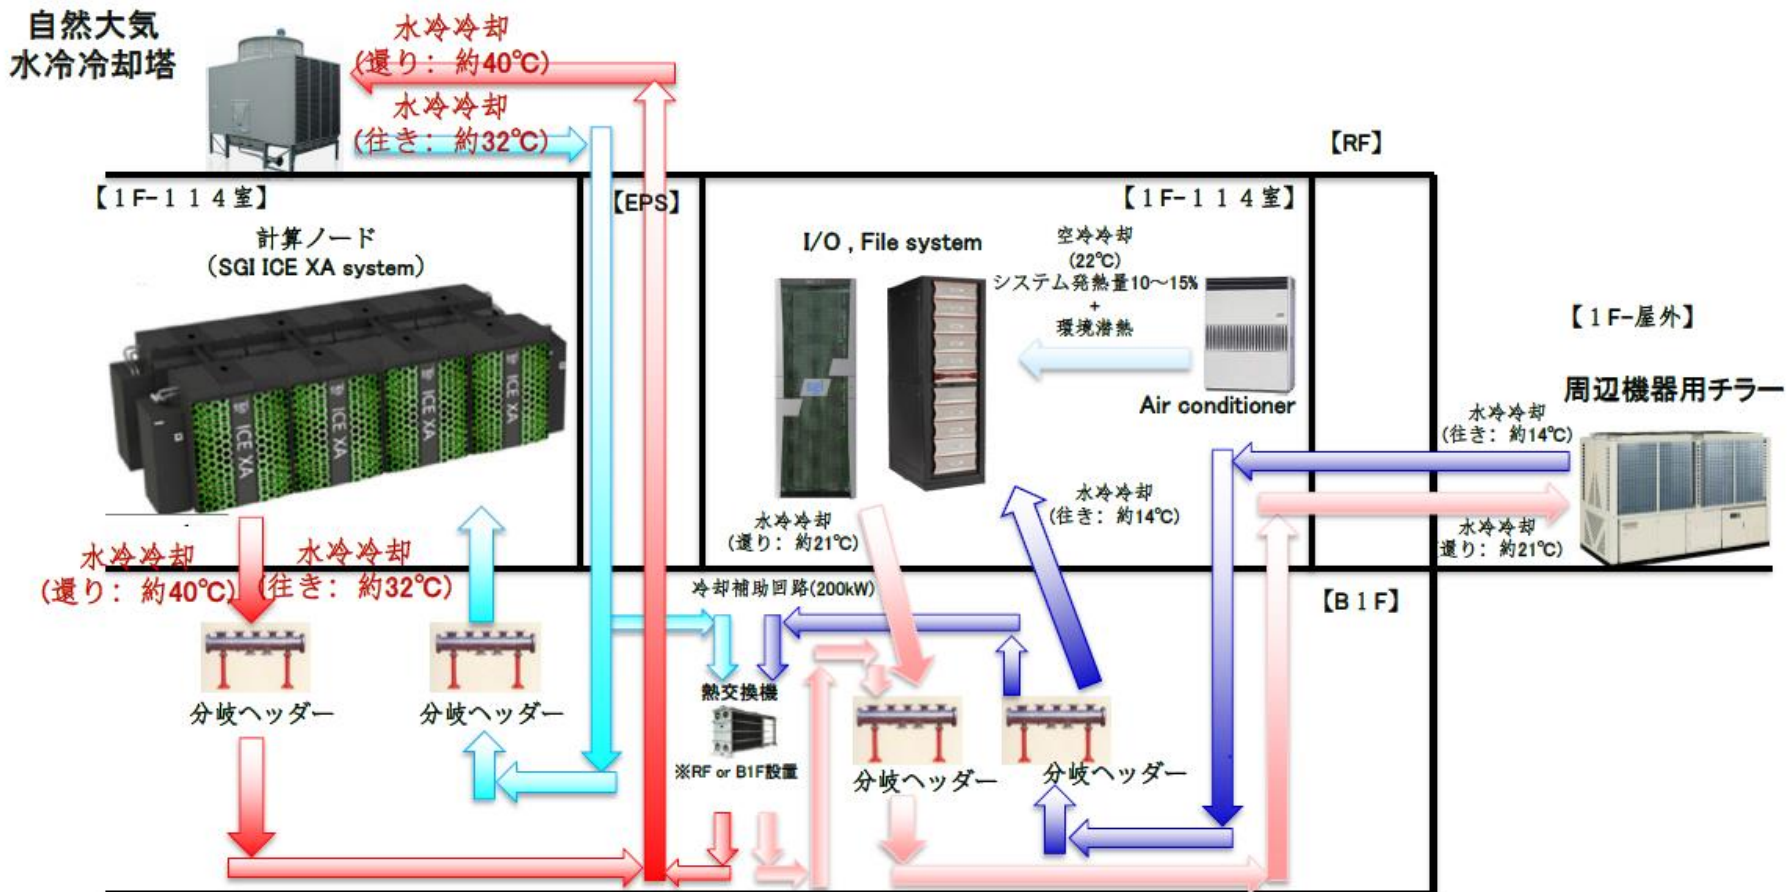 自然大気
水冷冷却塔
水冷冷却
(還り：約40℃)
水冷冷却
(往き：約32℃)
【RF】
【1F-114室】
【EPS】
【1F-114室】
計算ノード
(SGI ICE XA system)
I/O , File system
空冷冷却
(22℃)
システム発熱量10～15%
+
環境潜熱
Air conditioner
【1F-屋外】
周辺機器用チラー
ICE XA
ICE XA
ICE XA
ICE XA
sgi
水冷冷却
(往き：約14℃)
水冷冷却
還り：約21℃)
水冷冷却
(還り：約21℃)
水冷冷却
(往き：約14℃)
水冷冷却
(還り：約40℃)
水冷冷却
(往き：約32℃)
冷却補助回路(200kW)
【B1F】
熱交換機
※RF or B1F設置
分岐ヘッダー
分岐ヘッダー
分岐ヘッダー
分岐ヘッダー